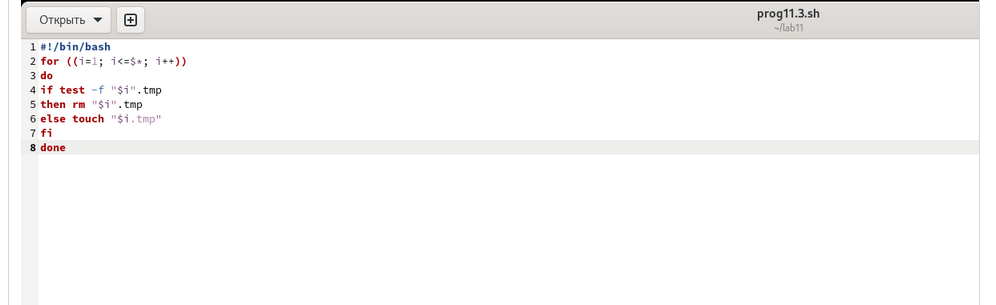 Открыть
prog11.3.sh
~/lab11
1 #!/bin/bash
2 for ((i=1; i<=$*; i++))
3 do
4 if test -f "$i".tmp
5 then rm "$i".tmp
6 else touch "$i.tmp"
7 fi
8 done